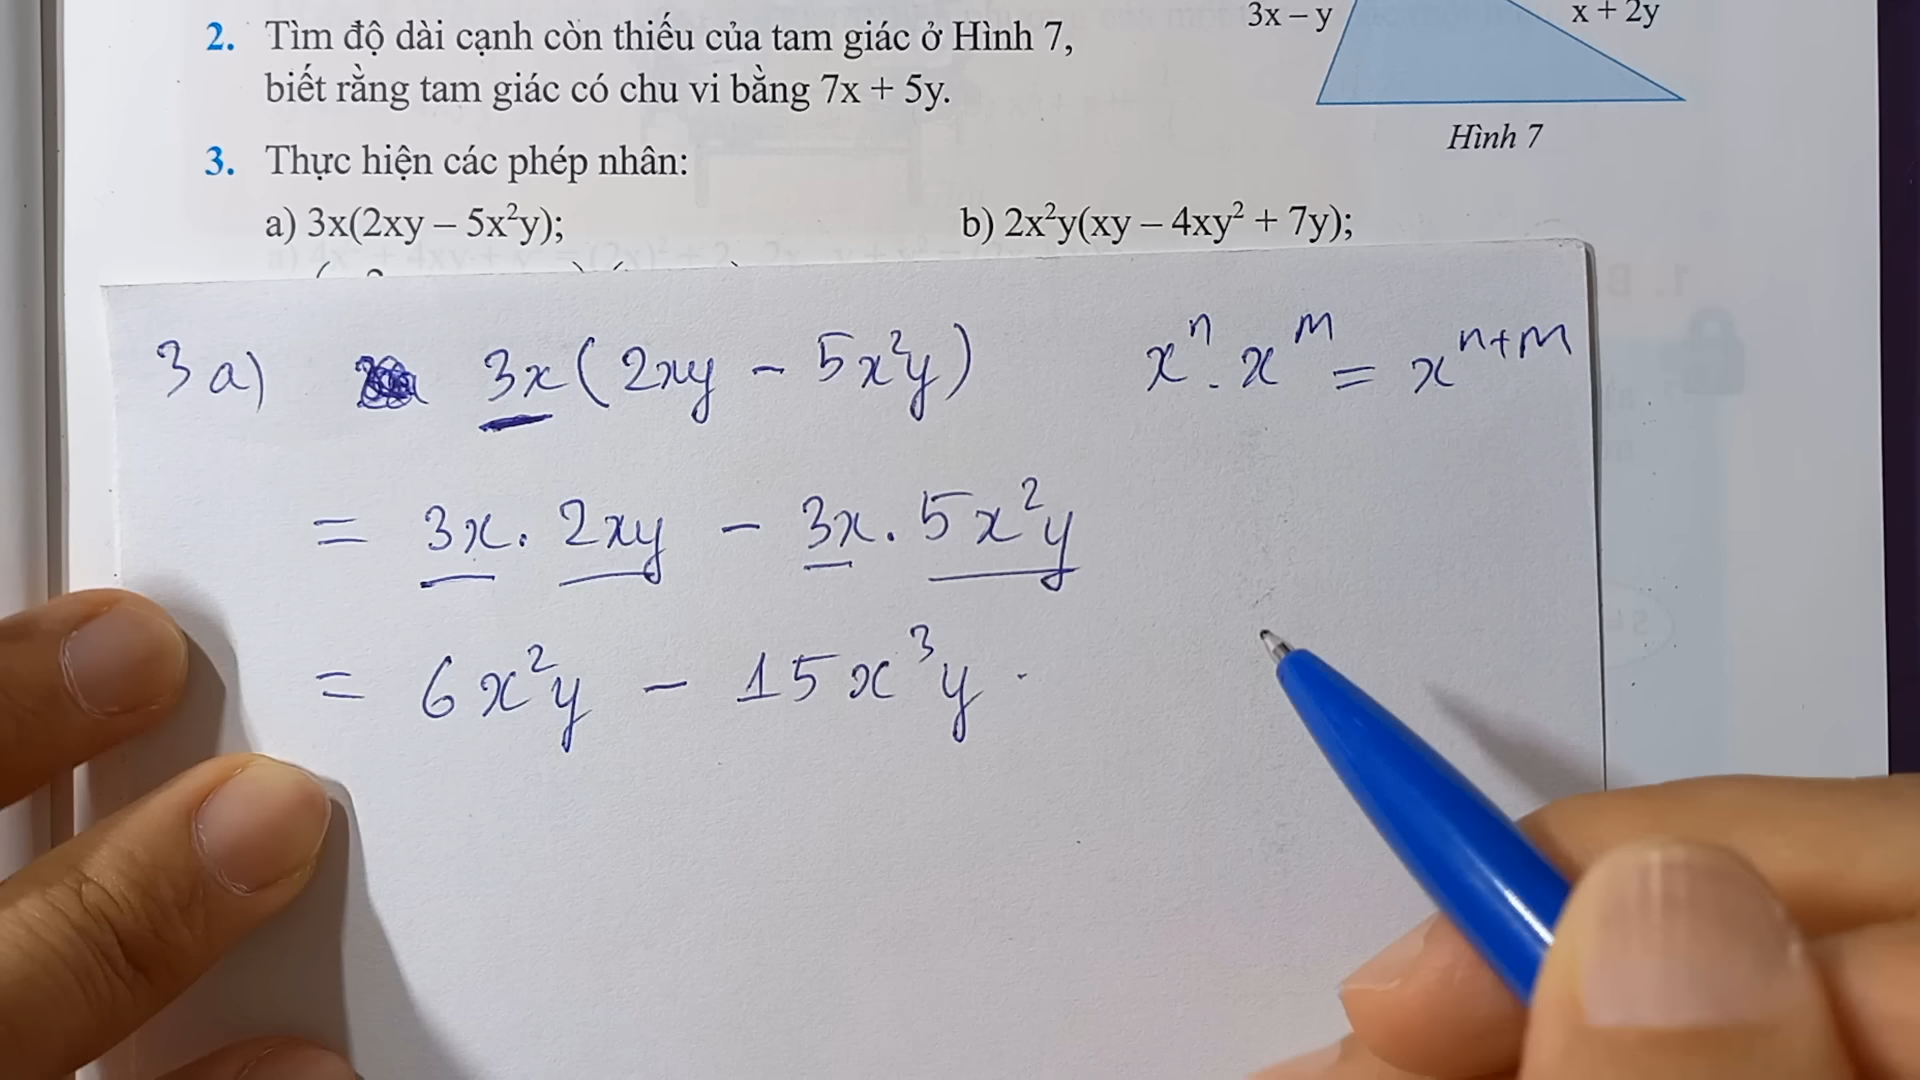 3x – y
x + 2y
2. Tìm độ dài cạnh còn thiếu của tam giác ở Hình 7,
biết rằng tam giác có chu vi bằng 7x + 5y.
Hình 7
3. Thực hiện các phép nhân:
a) 3x(2xy – 5x²y);
b) 2x²y(xy – 4xy² + 7y);
3a) 3x(2xy - 5x²y)
xⁿ . xᵐ = xⁿ⁺ᵐ
= 3x . 2xy - 3x . 5x²y
= 6x²y - 15x³y .